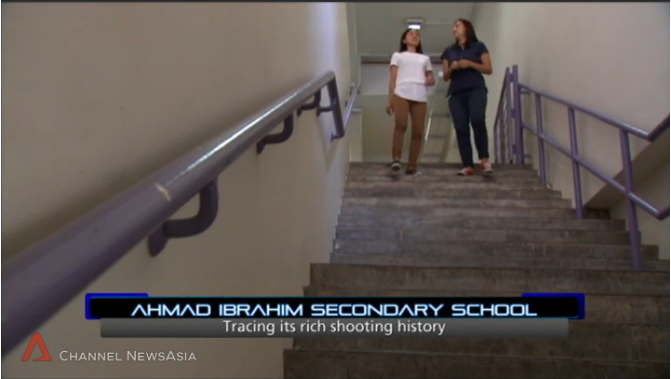 AHMAD IBRAHIM SECONDARY SCHOOL
Tracing its rich shooting history
CHANNEL NEWSASIA